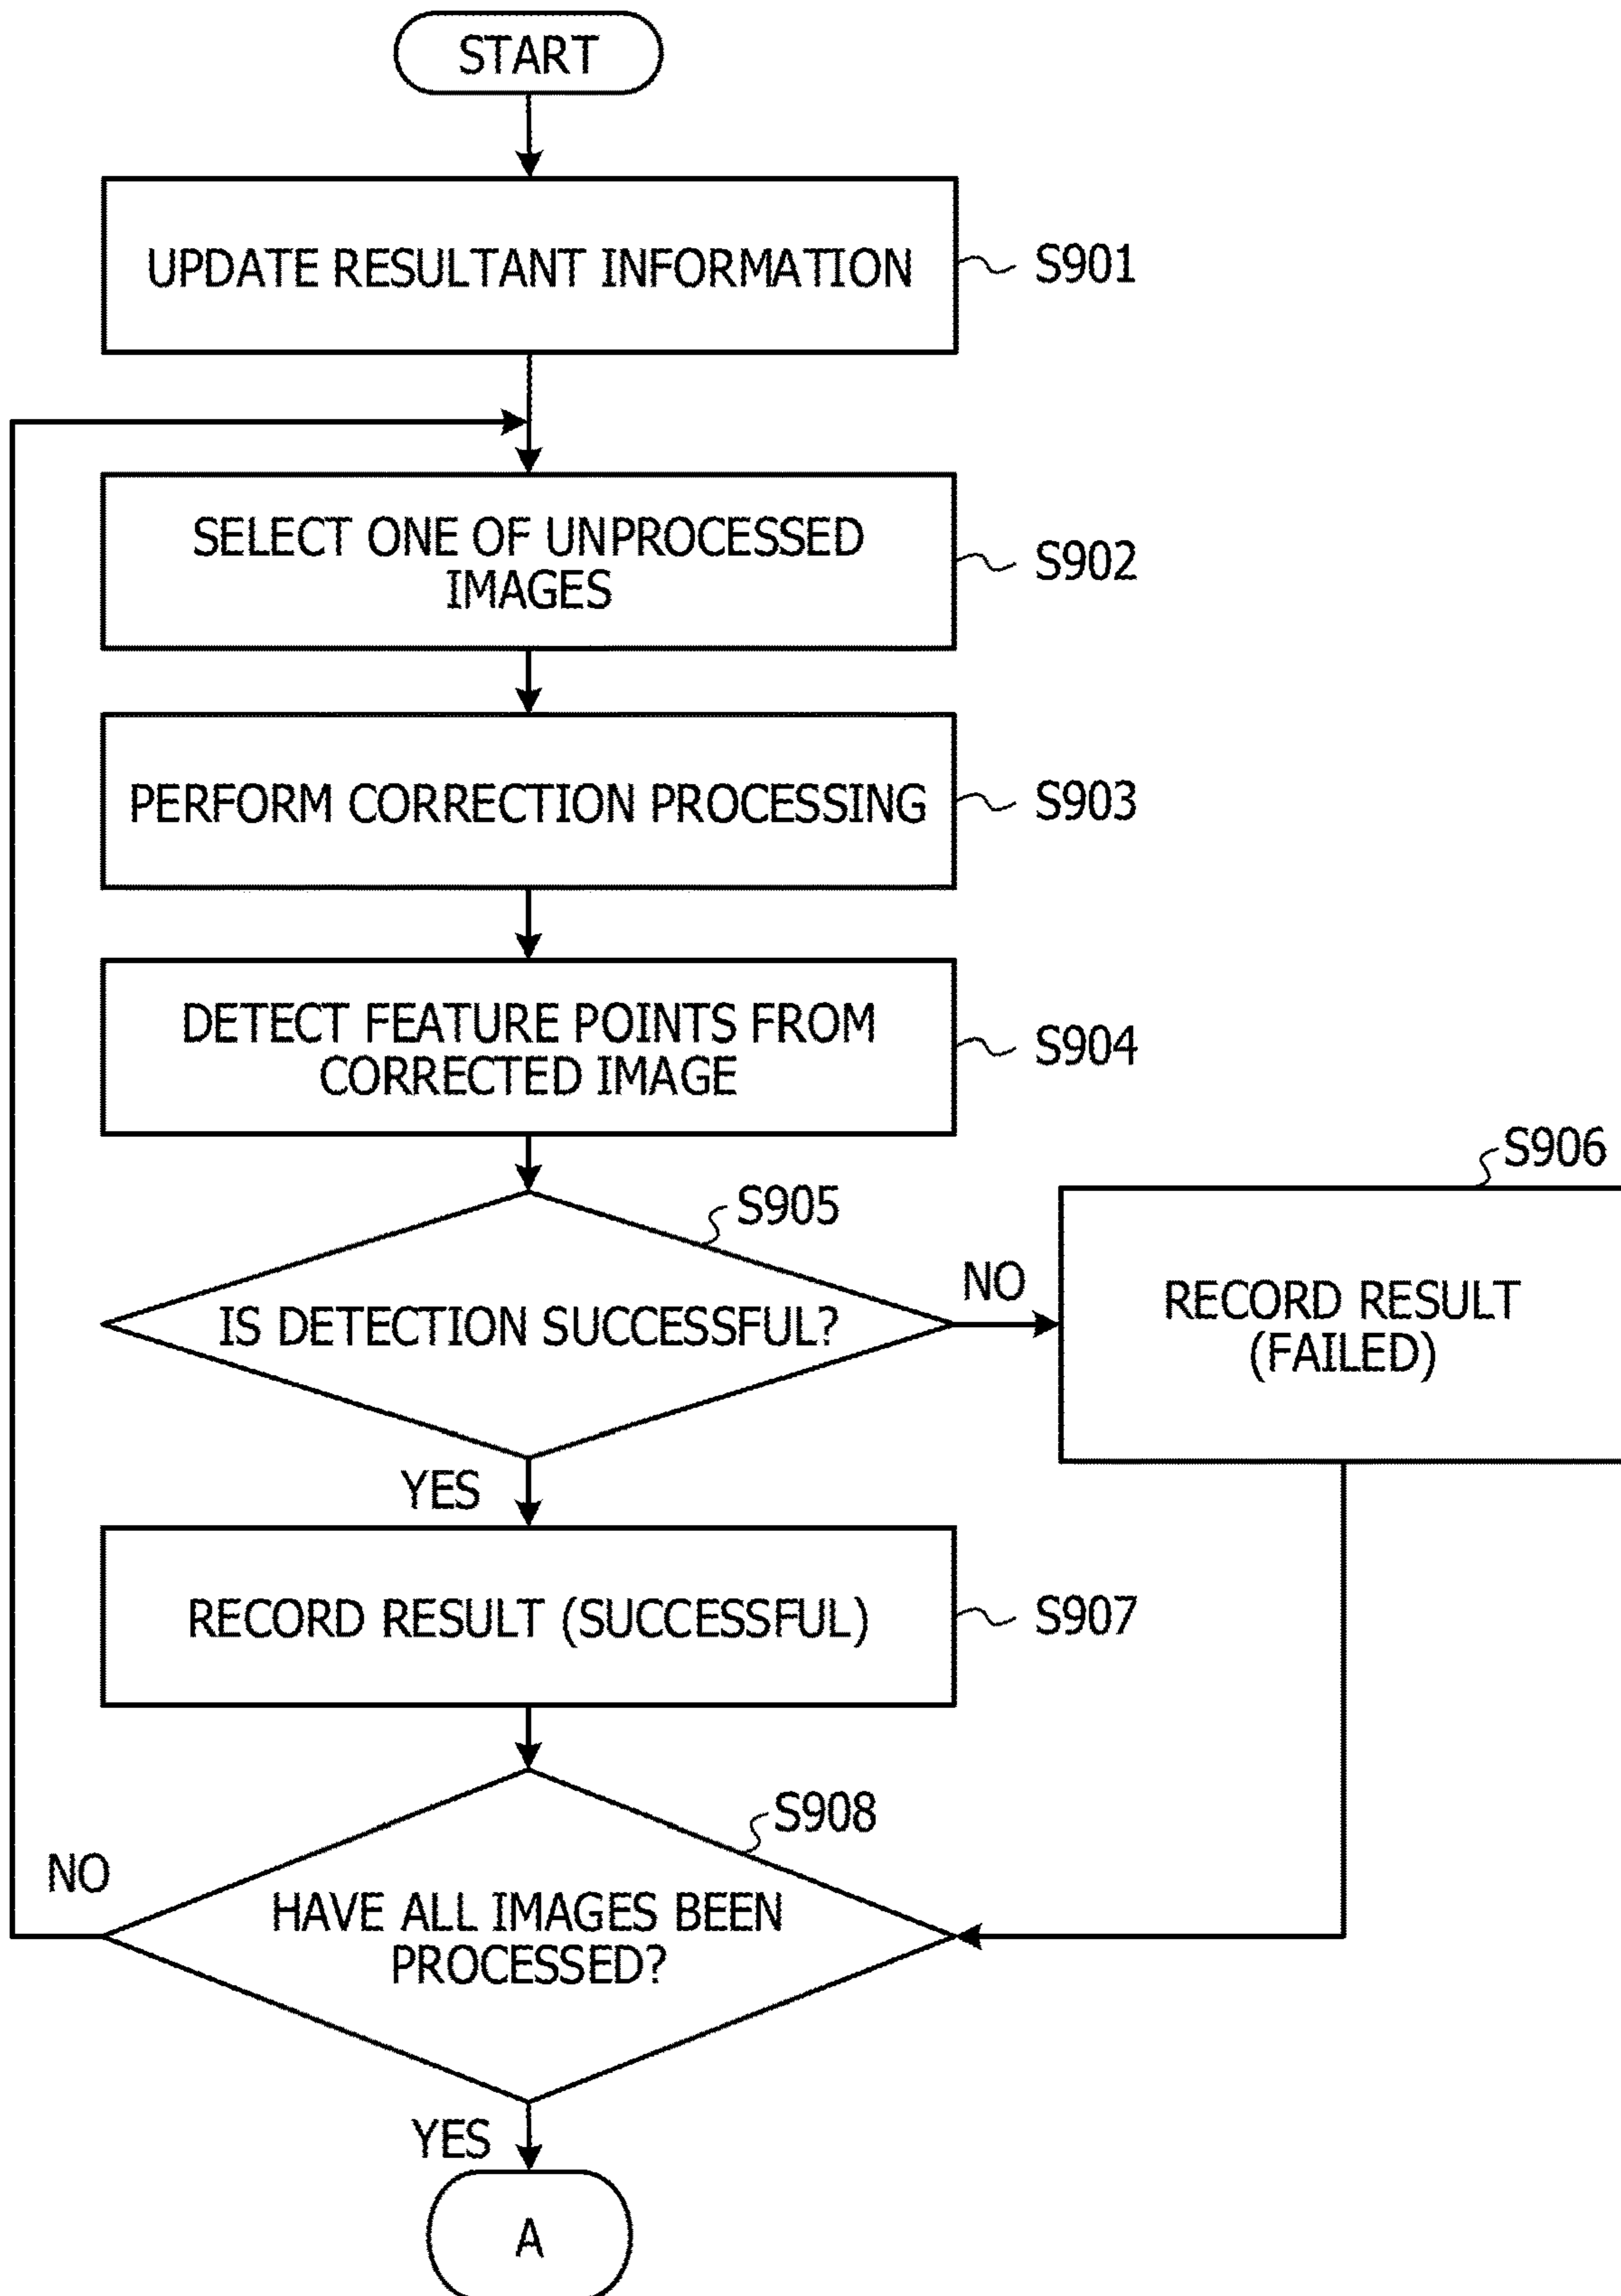 START
UPDATE RESULTANT INFORMATION
S901
SELECT ONE OF UNPROCESSED
IMAGES
S902
PERFORM CORRECTION PROCESSING
S903
DETECT FEATURE POINTS FROM
CORRECTED IMAGE
S904
S905
IS DETECTION SUCCESSFUL?
NO
S906
RECORD RESULT
(FAILED)
YES
RECORD RESULT (SUCCESSFUL)
S907
S908
NO
HAVE ALL IMAGES BEEN
PROCESSED?
YES
A